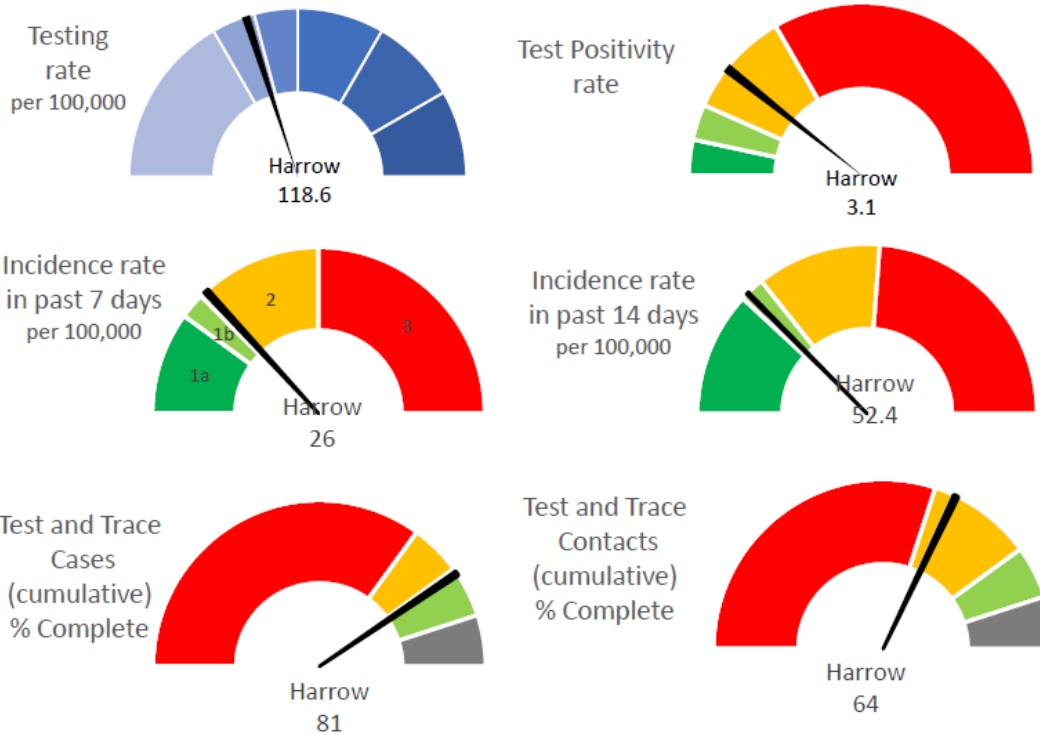 Testing
rate
per 100,000
Harrow
118.6
Test Positivity
rate
Harrow
3.1
Incidence rate
in past 7 days
per 100,000
1a
1b
2
3
Harrow
26
Incidence rate
in past 14 days
per 100,000
Harrow
52.4
Test and Trace
Cases
(cumulative)
% Complete
Harrow
81
Test and Trace
Contacts
(cumulative)
% Complete
Harrow
64